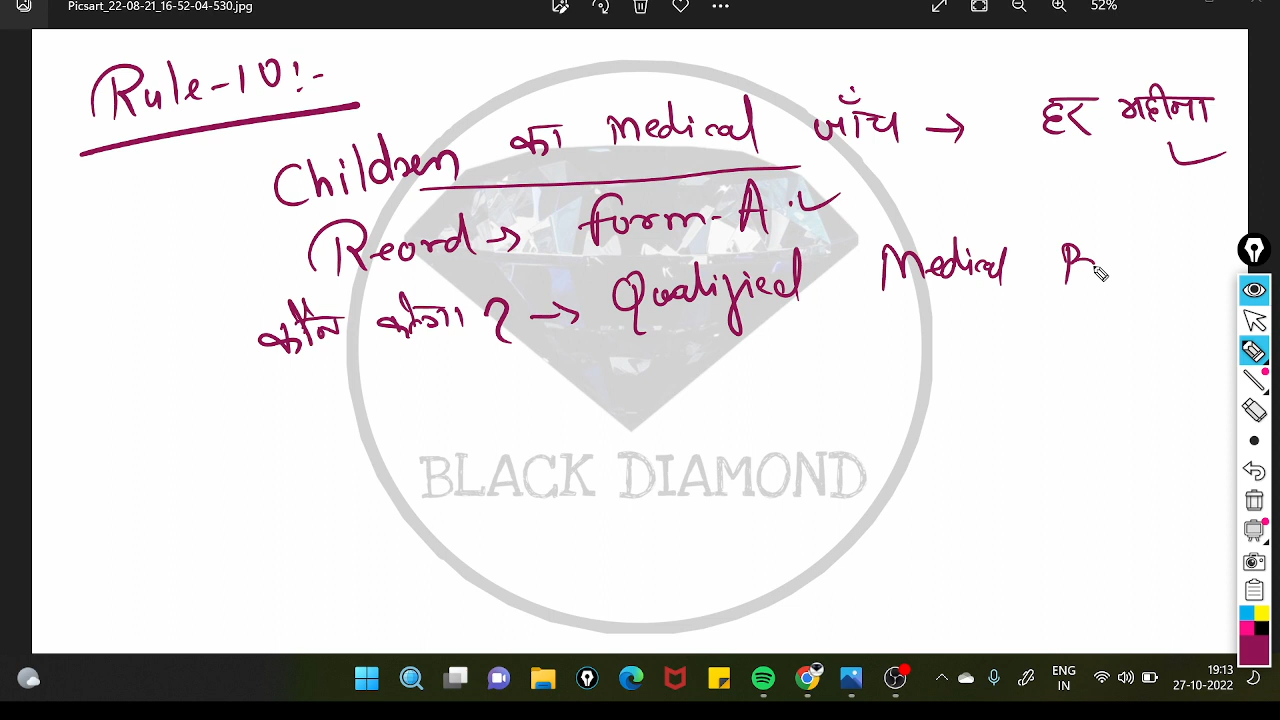 Picsart_22-08-21_16-52-04-530.jpg
52%
Rule-10:-
Children का medical जाँच → हर महीना
Reord → form-A.
कौन करेगा ? → Qualified Medical P
BLACK DIAMOND
ENG
IN
19:13
27-10-2022